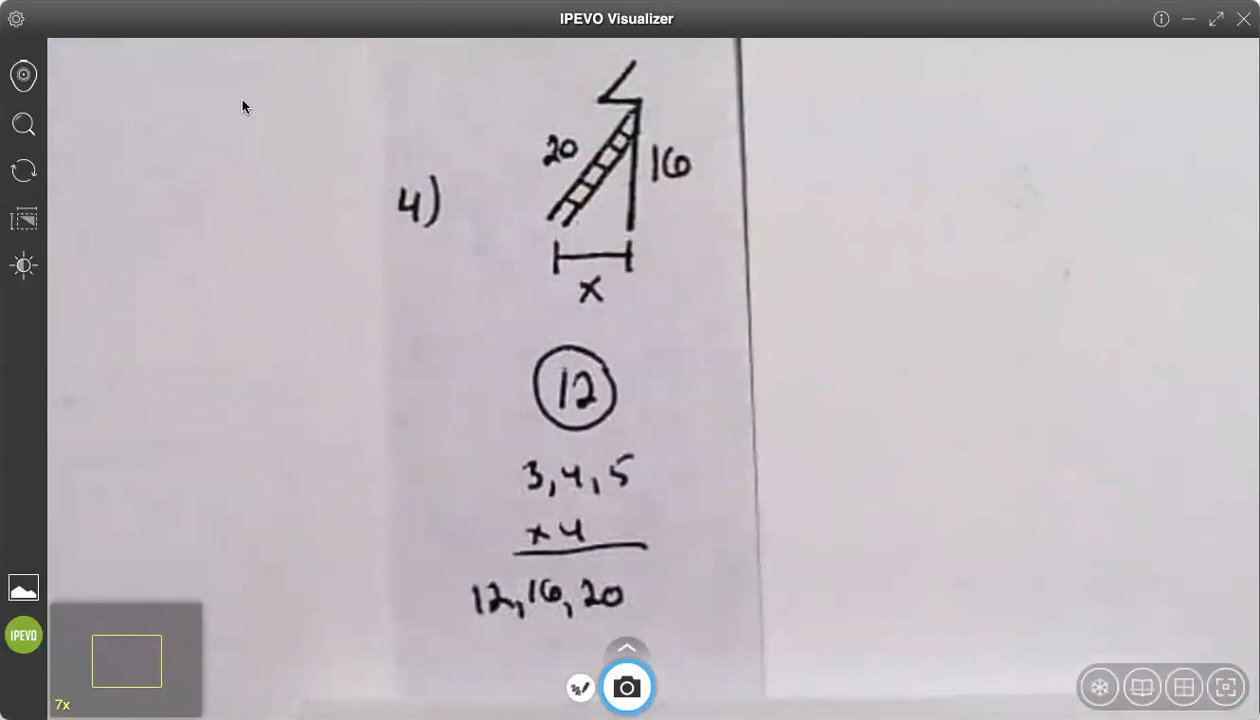 IPEVO Visualizer
20
16
4)
x
12
3, 4, 5
x 4
12, 16, 20
IPEVO
7x